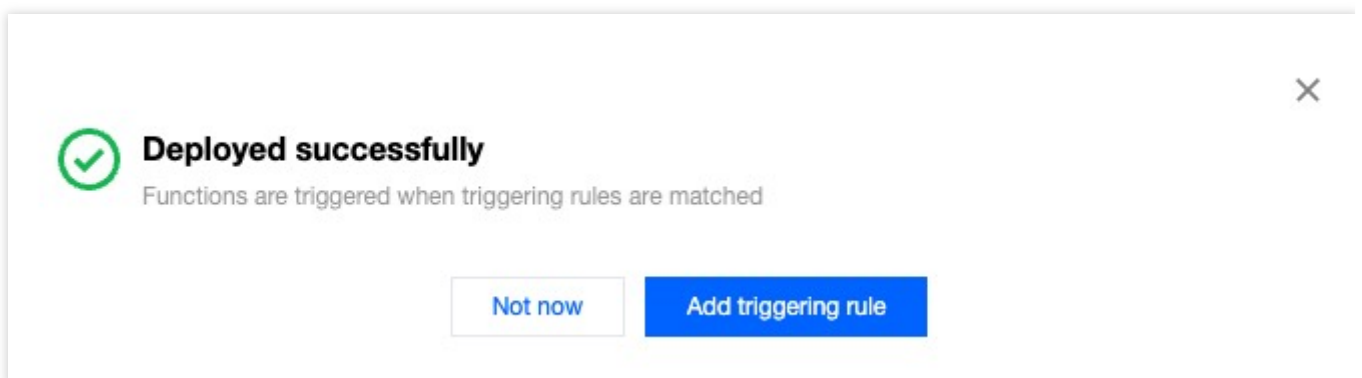 Deployed successfully
Functions are triggered when triggering rules are matched
Not now
Add triggering rule